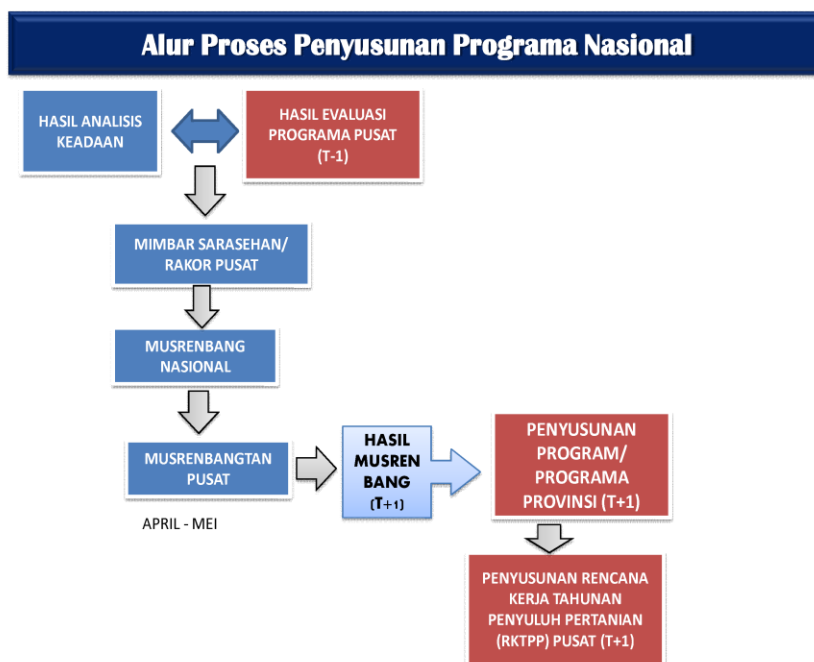 Alur Proses Penyusunan Programa Nasional
HASIL ANALISIS
KEADAAN
HASIL EVALUASI
PROGRAMA PUSAT
(T-1)
MIMBAR SARASEHAN/
RAKOR PUSAT
MUSRENBANG
NASIONAL
MUSRENBANGTAN
PUSAT
APRIL - MEI
HASIL
MUSREN
BANG
(T+1)
PENYUSUNAN
PROGRAM/
PROGRAMA
PROVINSI (T+1)
PENYUSUNAN RENCANA
KERJA TAHUNAN
PENYULUH PERTANIAN
(RKTPP) PUSAT (T+1)